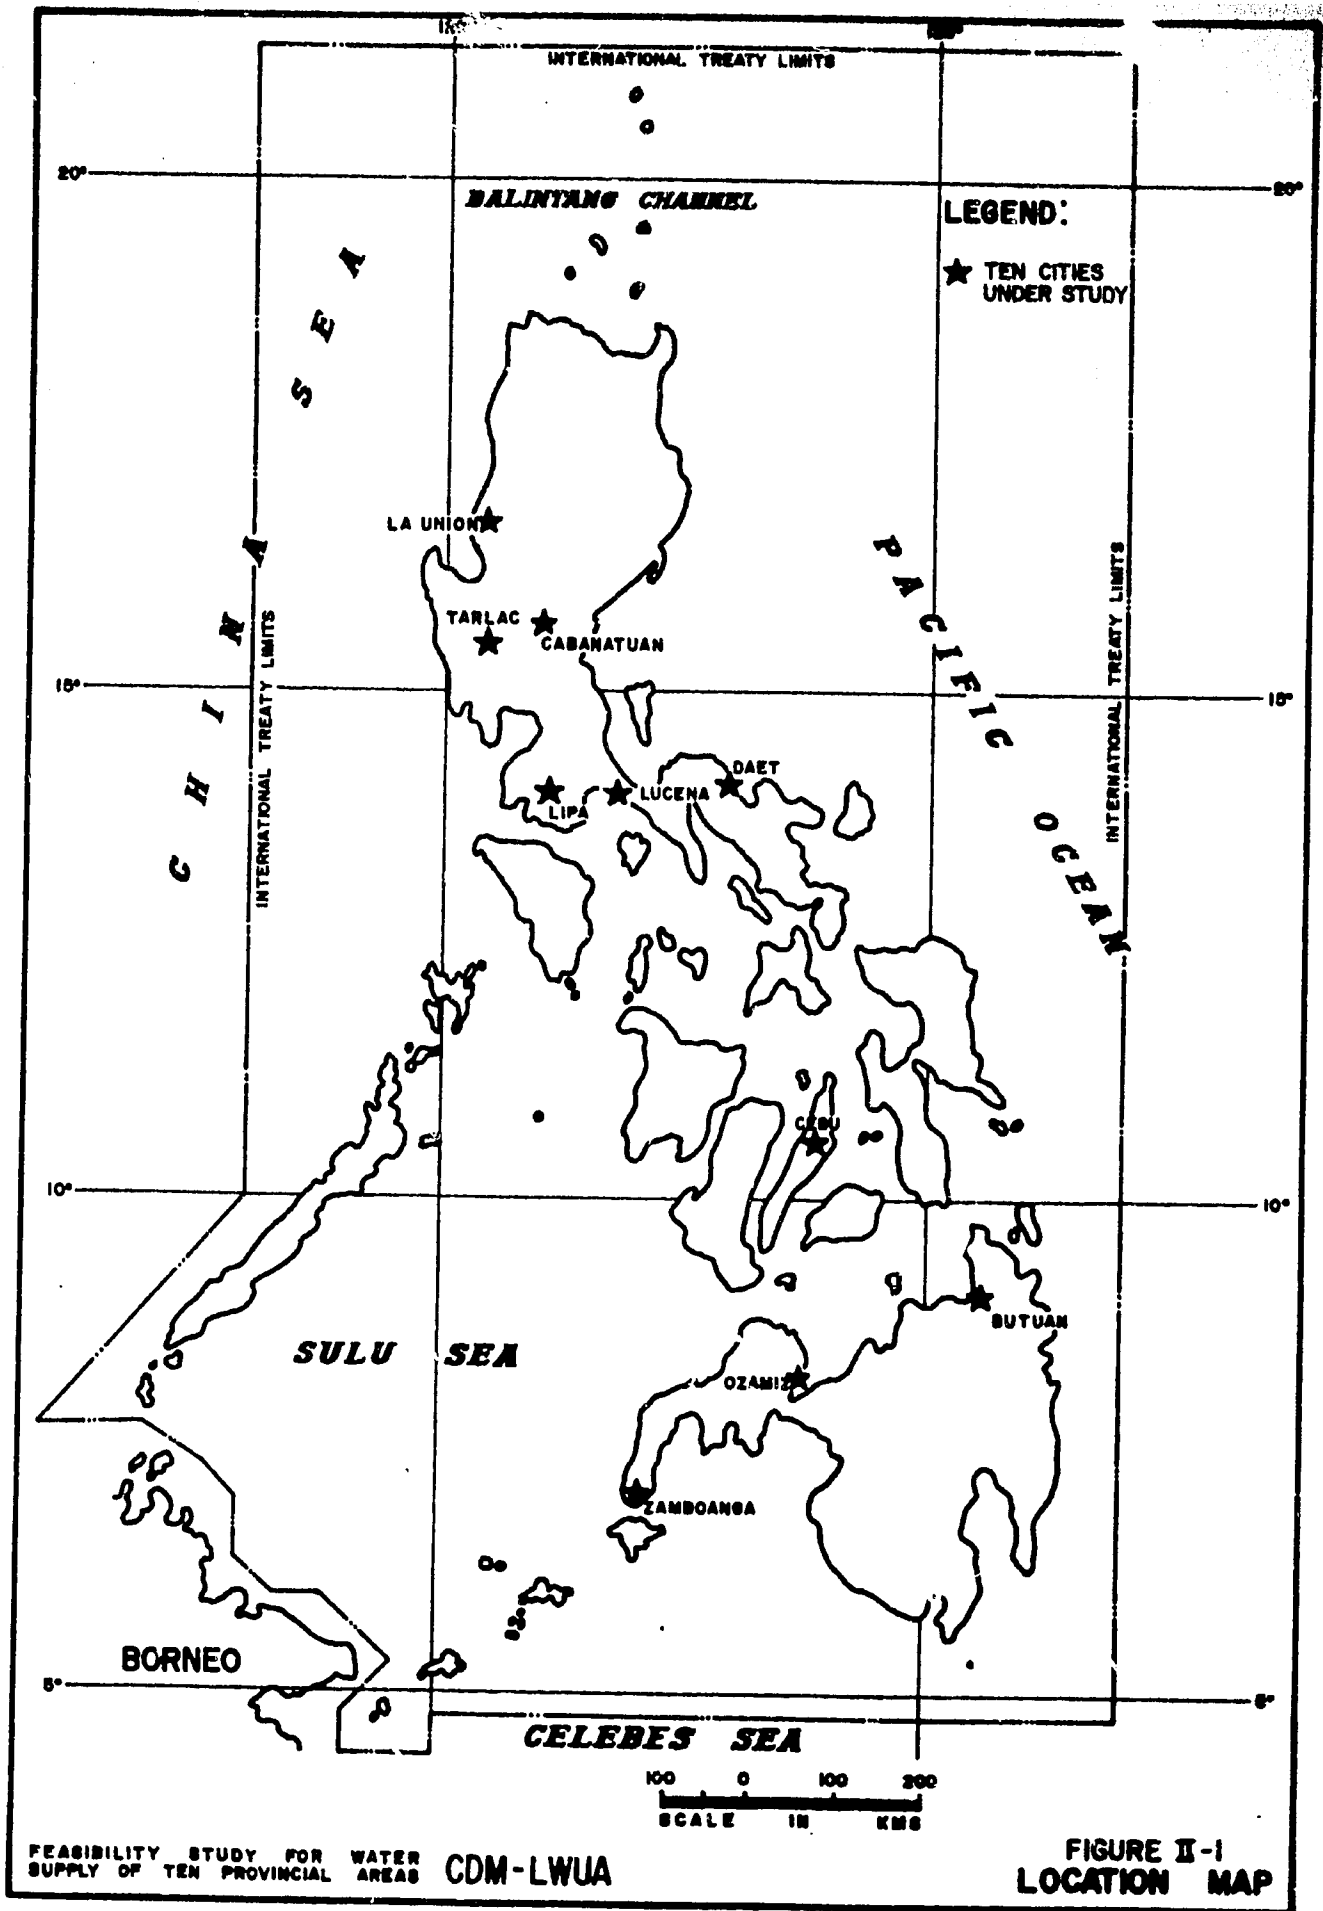 INTERNATIONAL TREATY LIMITS
20°
20°
BALINTANG CHANNEL
LEGEND:
TEN CITIES
UNDER STUDY
CHINA SEA
LA UNION
PACIFIC OCEAN
TARLAC
CABANATUAN
INTERNATIONAL TREATY LIMITS
INTERNATIONAL TREATY LIMITS
15°
15°
DAET
LUCENA
LIPA
CEBU
10°
10°
BUTUAN
SULU SEA
OZAMIZ
ZAMBOANGA
BORNEO
5°
5°
CELEBES SEA
100 0 100 200
SCALE IN KMS
FEASIBILITY STUDY FOR WATER
SUPPLY OF TEN PROVINCIAL AREAS
CDM-LWUA
FIGURE II-1
LOCATION MAP